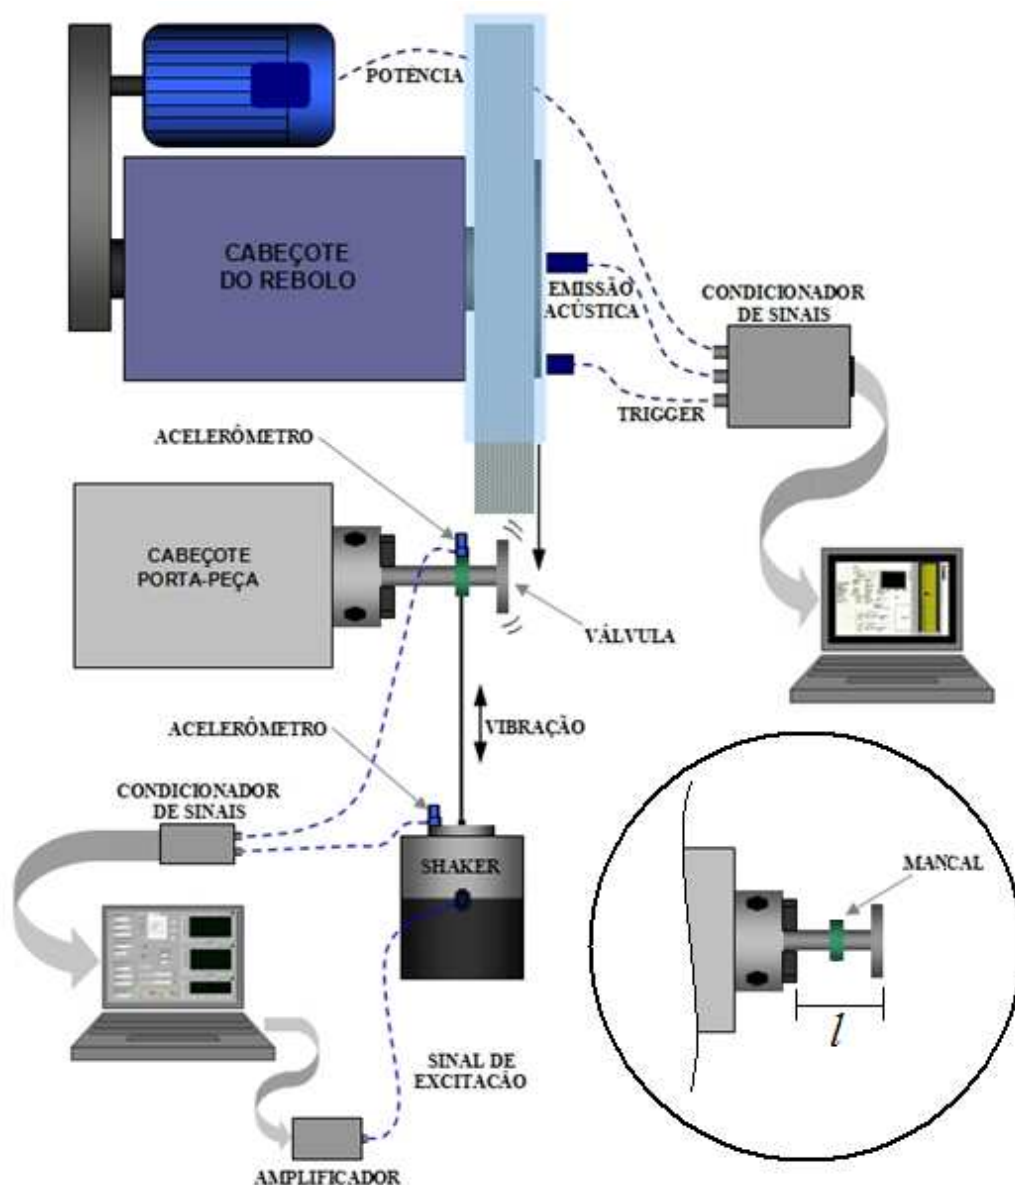 POTÊNCIA
CABEÇOTE
DO REBOLO
EMISSÃO
ACÚSTICA
CONDICIONADOR
DE SINAIS
TRIGGER
ACELERÔMETRO
CABEÇOTE
PORTA-PEÇA
VÁLVULA
ACELERÔMETRO
VIBRAÇÃO
CONDICIONADOR
DE SINAIS
SHAKER
MANCAL
l
SINAL DE
EXCITAÇÃO
AMPLIFICADOR